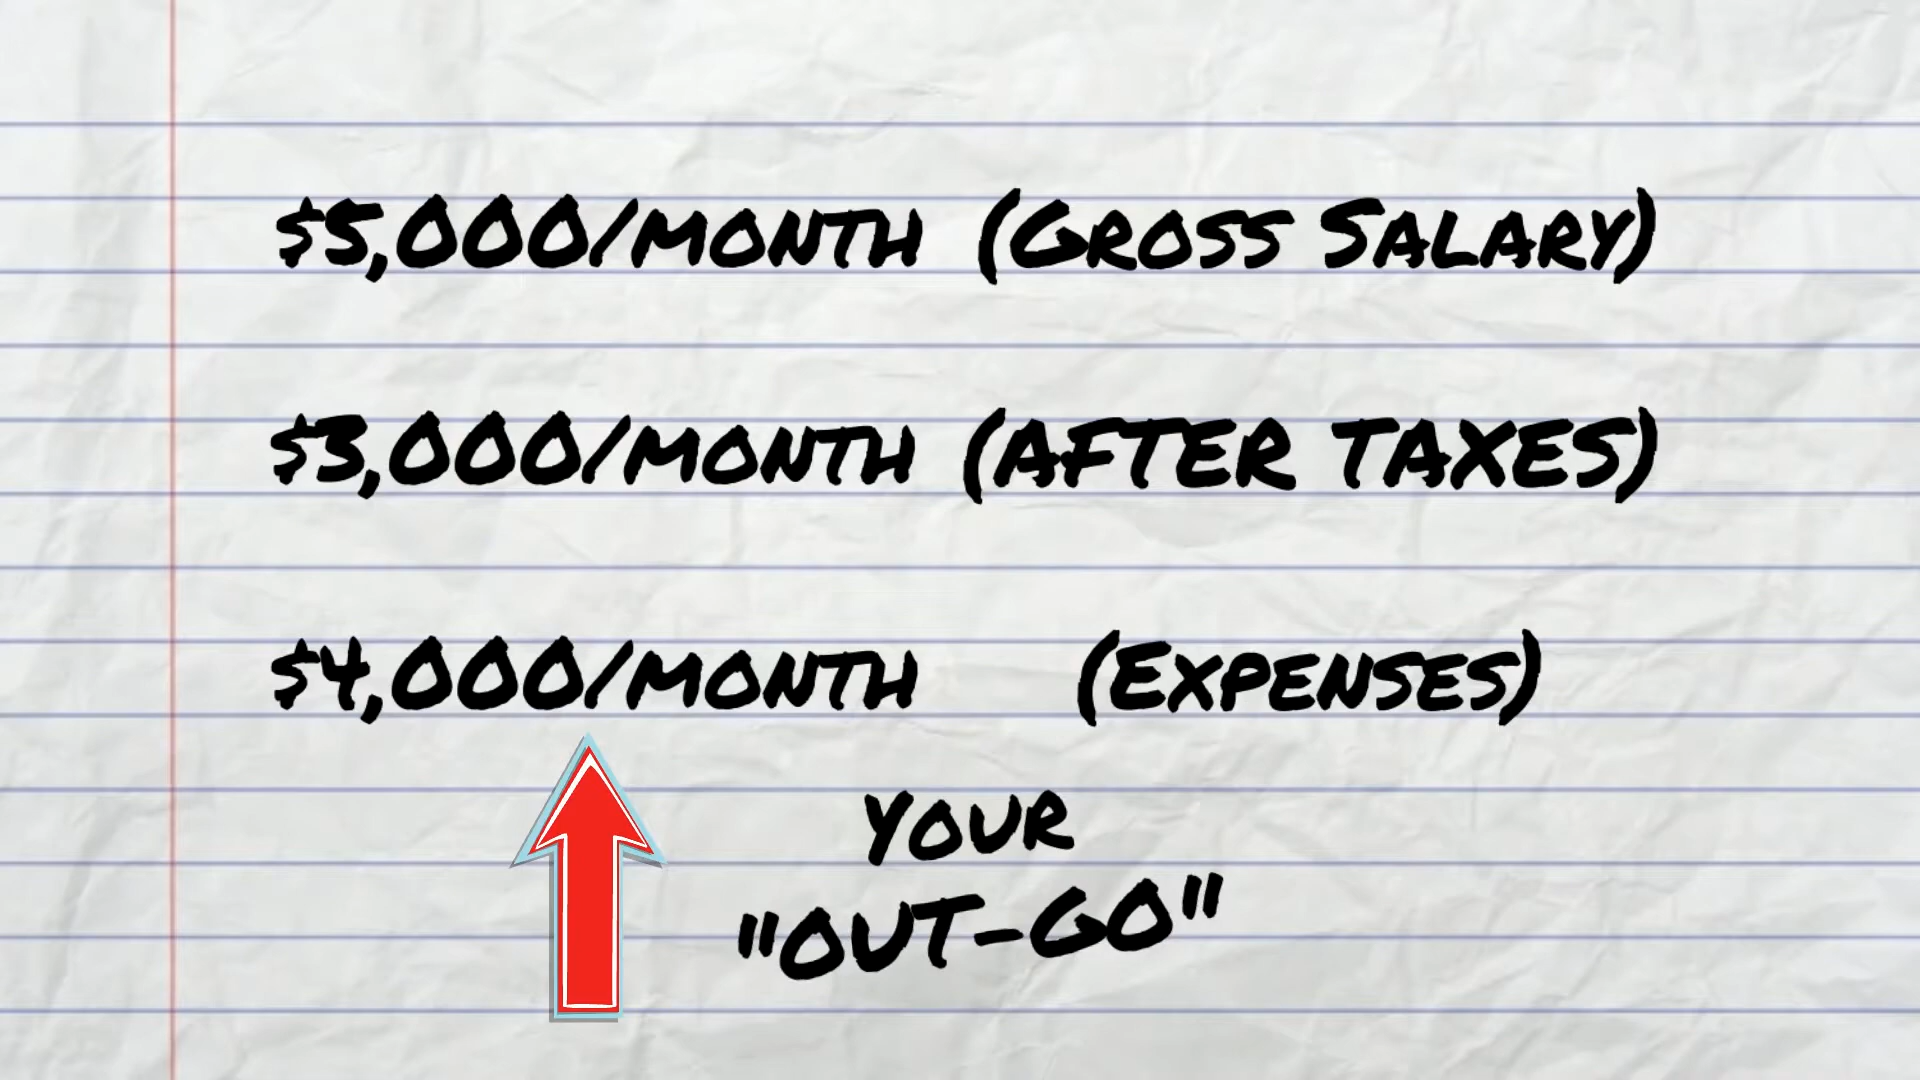 $5,000/MONTH (GROSS SALARY)
$3,000/MONTH (AFTER TAXES)
$4,000/MONTH (EXPENSES)
YOUR
"OUT-GO"